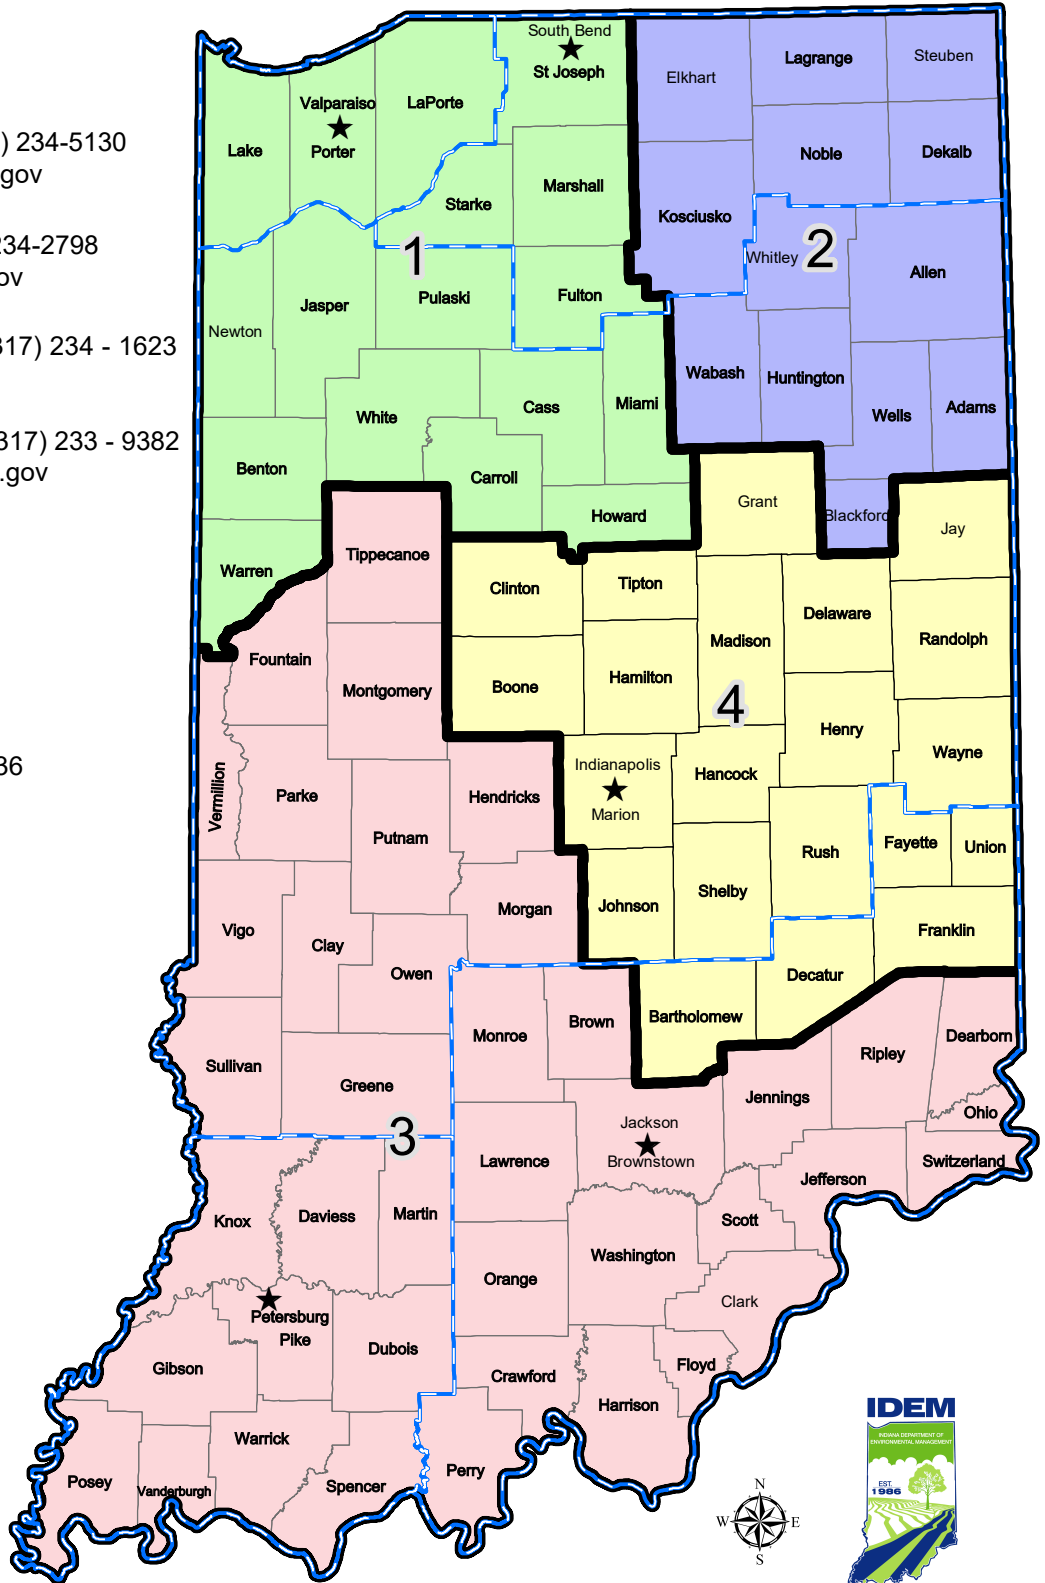 South Bend
St Joseph
Elkhart
Lagrange
Steuben
Valparaiso
LaPorte
) 234-5130
gov
Lake
Porter
Noble
Dekalb
Marshall
Starke
Kosciusko
234-2798
ov
1
Whitley
2
Allen
Jasper
Pulaski
Fulton
Newton
317) 234 - 1623
Wabash
Huntington
White
Cass
Miami
Wells
Adams
317) 233 - 9382
.gov
Benton
Carroll
Grant
Howard
Blackford
Jay
Tippecanoe
Warren
Clinton
Tipton
Delaware
Madison
Randolph
Fountain
Montgomery
Boone
Hamilton
4
Henry
Wayne
36
Vermillion
Parke
Hendricks
Indianapolis
Marion
Hancock
Putnam
Rush
Fayette
Union
Morgan
Johnson
Shelby
Vigo
Clay
Franklin
Owen
Decatur
Monroe
Brown
Bartholomew
Sullivan
Greene
Ripley
Dearborn
Jennings
Ohio
3
Jackson
Brownstown
Lawrence
Jefferson
Switzerland
Knox
Daviess
Martin
Scott
Washington
Orange
Clark
Petersburg
Pike
Dubois
Gibson
Crawford
Floyd
Harrison
Warrick
Posey
Vanderburgh
Spencer
Perry
N
W
E
S
IDEM
INDIANA DEPARTMENT OF
ENVIRONMENTAL MANAGEMENT
EST.
1986